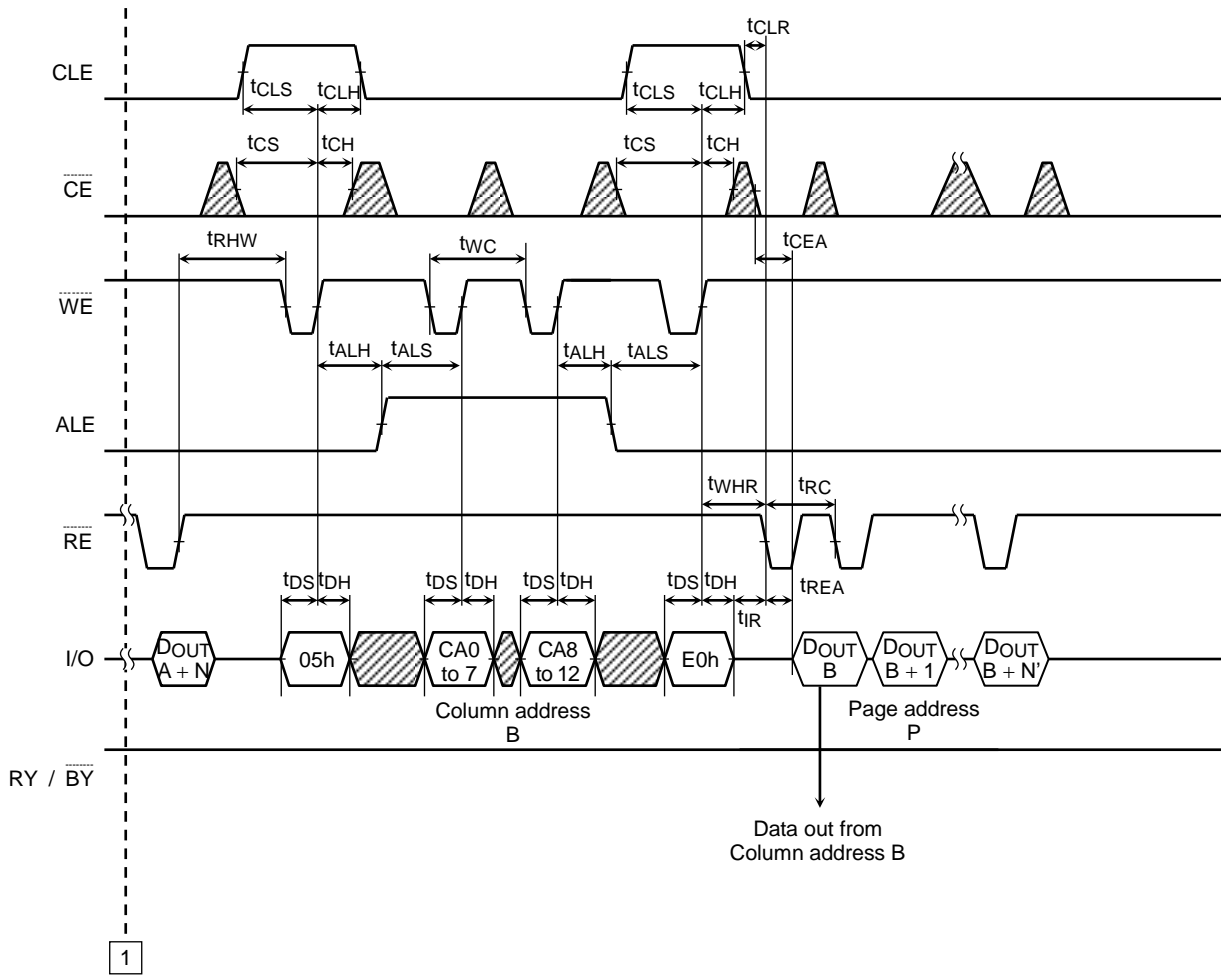 tCLR
CLE
tCLS tCLH tCLS tCLH
tCS tCH tCS tCH
CE
tRHW tWC tCEA
WE
tALH tALS tALH tALS
ALE
tWHR tRC
RE
tDS tDH tDS tDH tDS tDH tDS tDH tREA
tIR
I/O
DOUT
A + N
05h
CA0
to 7
CA8
to 12
E0h
DOUT
B
DOUT
B + 1
DOUT
B + N’
Column address
B
Page address
P
RY / BY
Data out from
Column address B
1